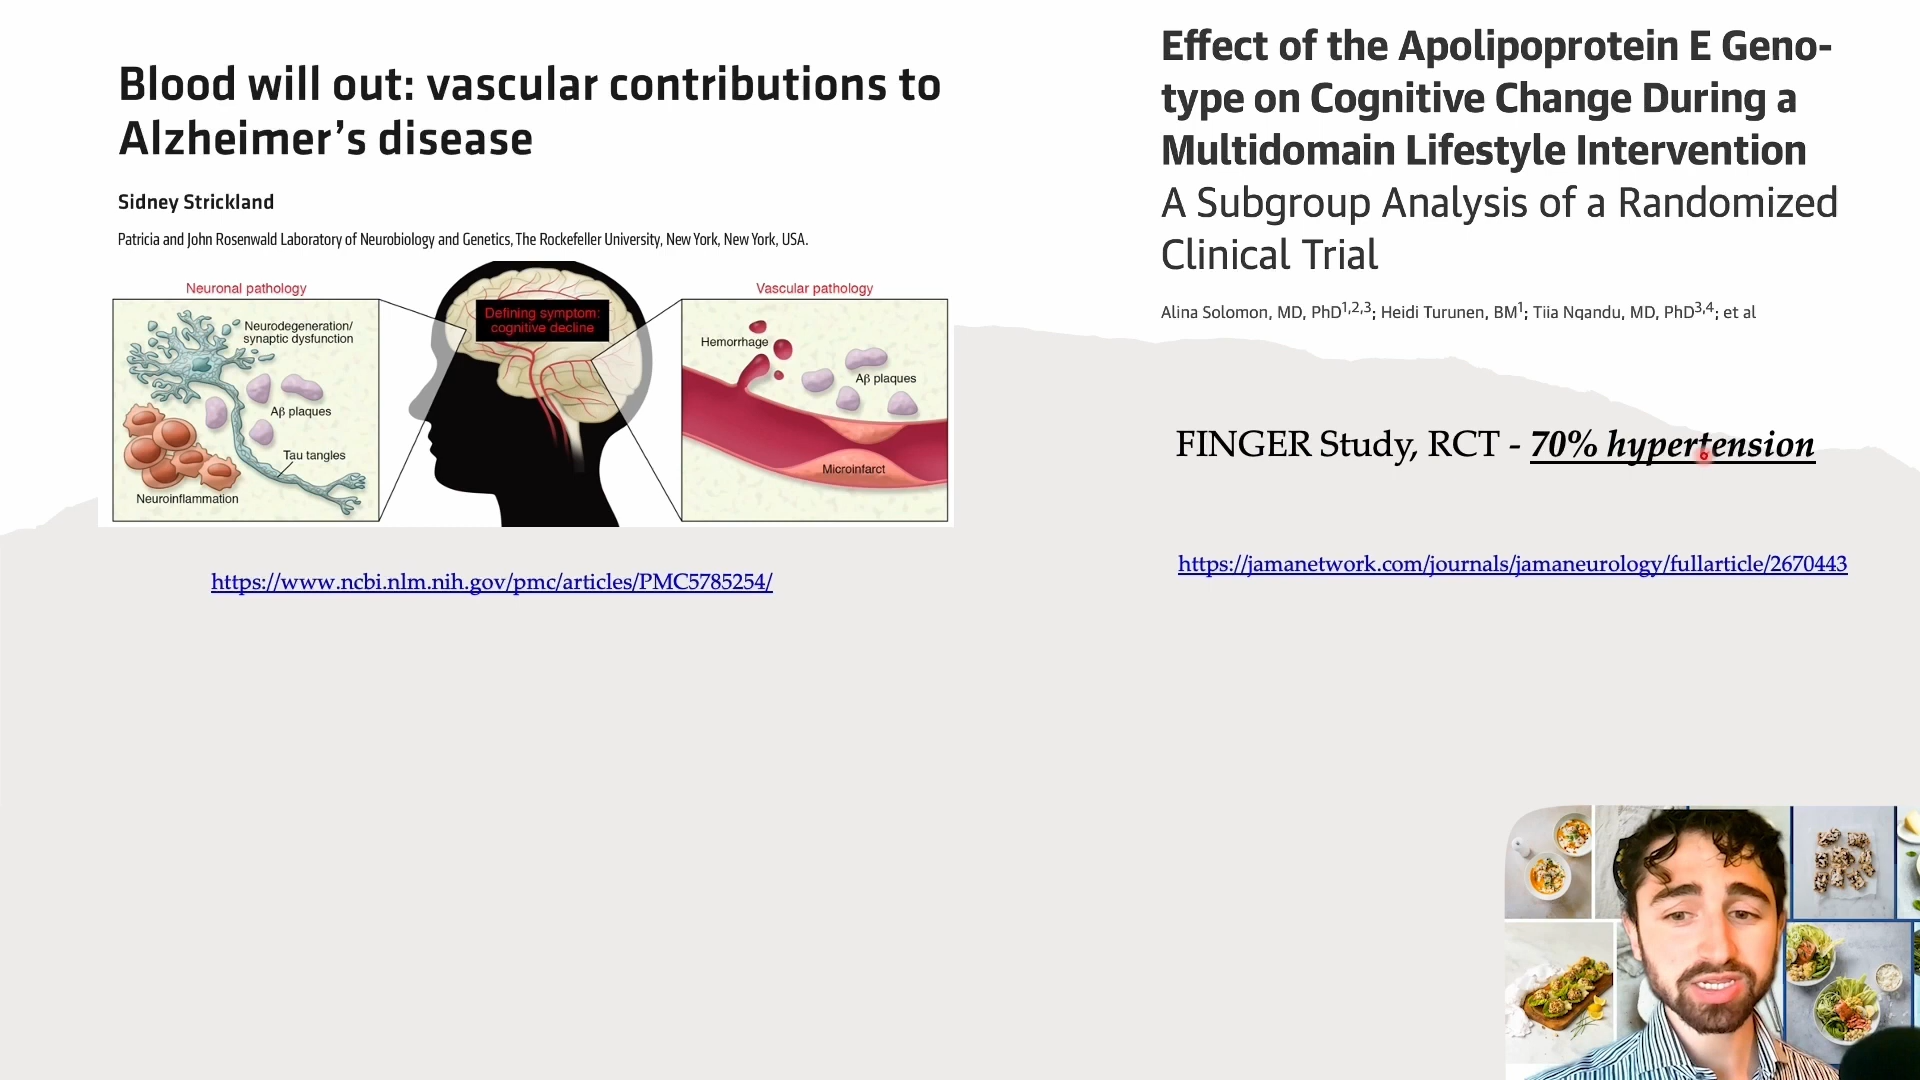 Blood will out: vascular contributions to
Alzheimer’s disease
Sidney Strickland
Patricia and John Rosenwald Laboratory of Neurobiology and Genetics, The Rockefeller University, New York, New York, USA.
Neuronal pathology
Neurodegeneration/
synaptic dysfunction
Aβ plaques
Tau tangles
Neuroinflammation
Defining symptom:
cognitive decline
Vascular pathology
Hemorrhage
Aβ plaques
Microinfarct
https://www.ncbi.nlm.nih.gov/pmc/articles/PMC5785254/
Effect of the Apolipoprotein E Geno-
type on Cognitive Change During a
Multidomain Lifestyle Intervention
A Subgroup Analysis of a Randomized
Clinical Trial
Alina Solomon, MD, PhD1,2,3; Heidi Turunen, BM1; Tiia Ngandu, MD, PhD3,4; et al
FINGER Study, RCT - 70% hypertension
https://jamanetwork.com/journals/jamaneurology/fullarticle/2670443